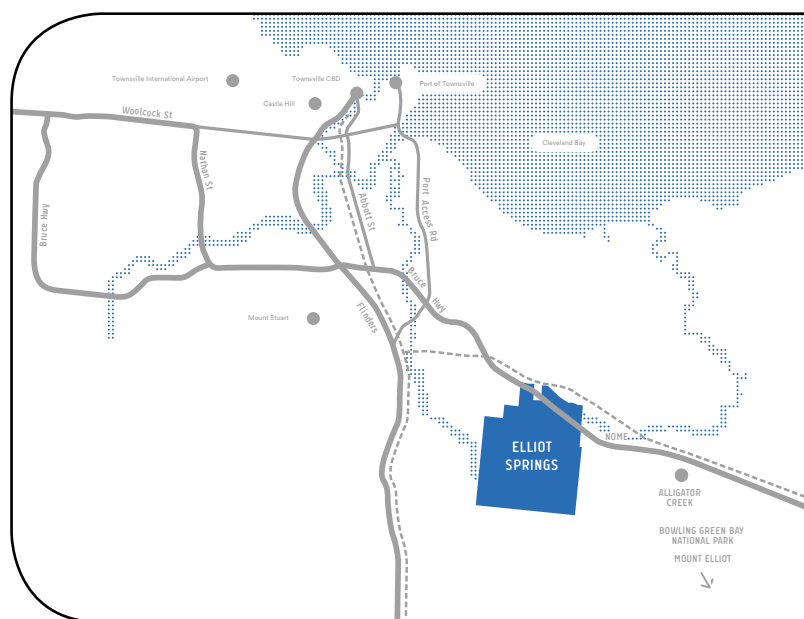 Townsville International Airport
Townsville CBD
Port of Townsville
Castle Hill
Woolcock St
Cleveland Bay
Nathan St
Bruce Hwy
Abbott St
Port Access Rd
Bruce Hwy
Flinders
Mount Stuart
NOME
ELLIOT
SPRINGS
ALLIGATOR
CREEK
BOWLING GREEN BAY
NATIONAL PARK
MOUNT ELLIOT